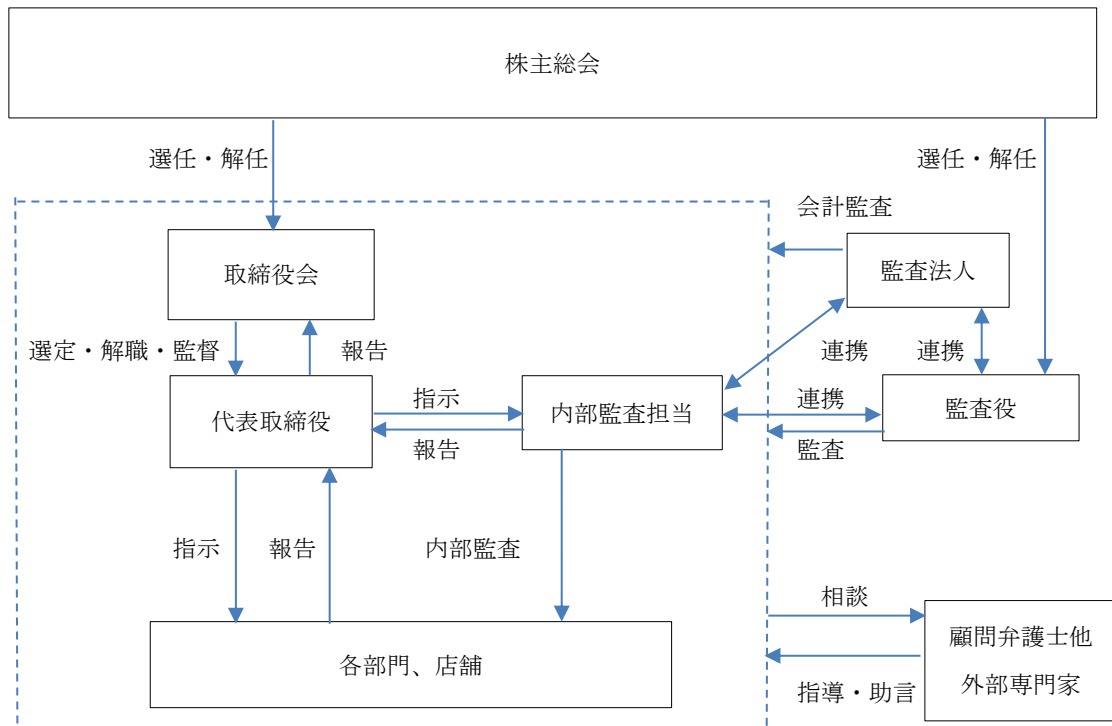 株主総会
選任・解任
選任・解任
会計監査
取締役会
監査法人
選定・解職・監督
報告
連携
連携
代表取締役
指示
報告
内部監査担当
連携
監査
監査役
指示
報告
内部監査
相談
各部門、店舗
顧問弁護士他
外部専門家
指導・助言